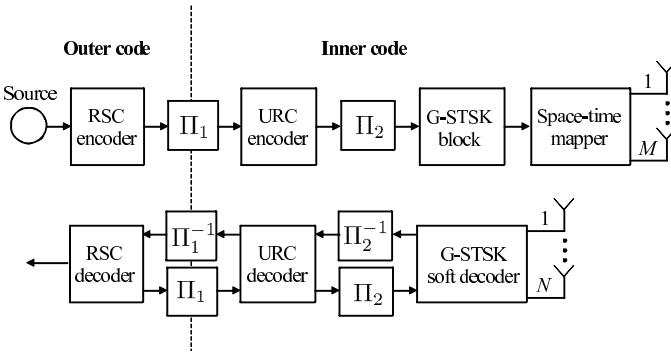 Outer code
Inner code
Source
RSC
encoder
Π₁
URC
encoder
Π₂
G-STSK
block
Space-time
mapper
1
M
RSC
decoder
Π₁⁻¹
Π₁
URC
decoder
Π₂⁻¹
Π₂
G-STSK
soft decoder
1
N